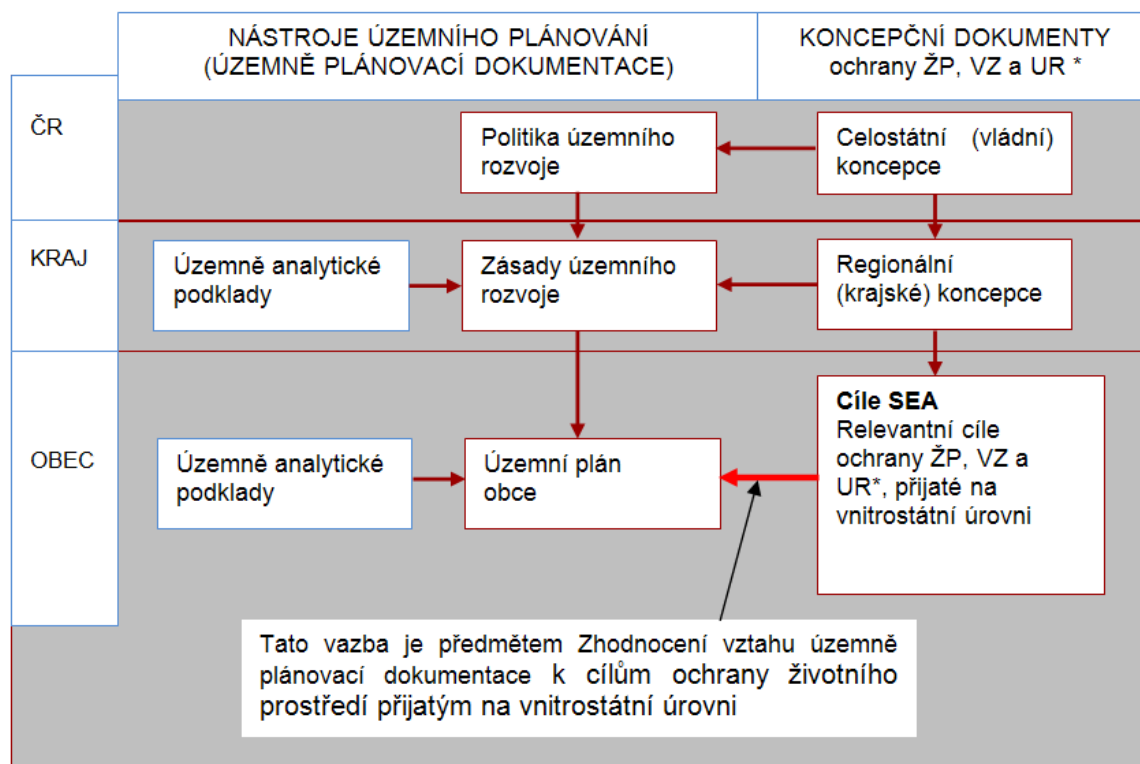 NÁSTROJE ÚZEMNÍHO PLÁNOVÁNÍ
(ÚZEMNĚ PLÁNOVACÍ DOKUMENTACE)
KONCEPČNÍ DOKUMENTY
ochrany ŽP, VZ a UR *
ČR
Politika územního
rozvoje
Celostátní (vládní)
koncepce
KRAJ
Územně analytické
podklady
Zásady územního
rozvoje
Regionální
(krajské) koncepce
OBEC
Územně analytické
podklady
Územní plán
obce
Cíle SEA
Relevantní cíle
ochrany ŽP, VZ a
UR*, přijaté na
vnitrostátní úrovni
Tato vazba je předmětem Zhodnocení vztahu územně
plánovací dokumentace k cílům ochrany životního
prostředí přijatým na vnitrostátní úrovni